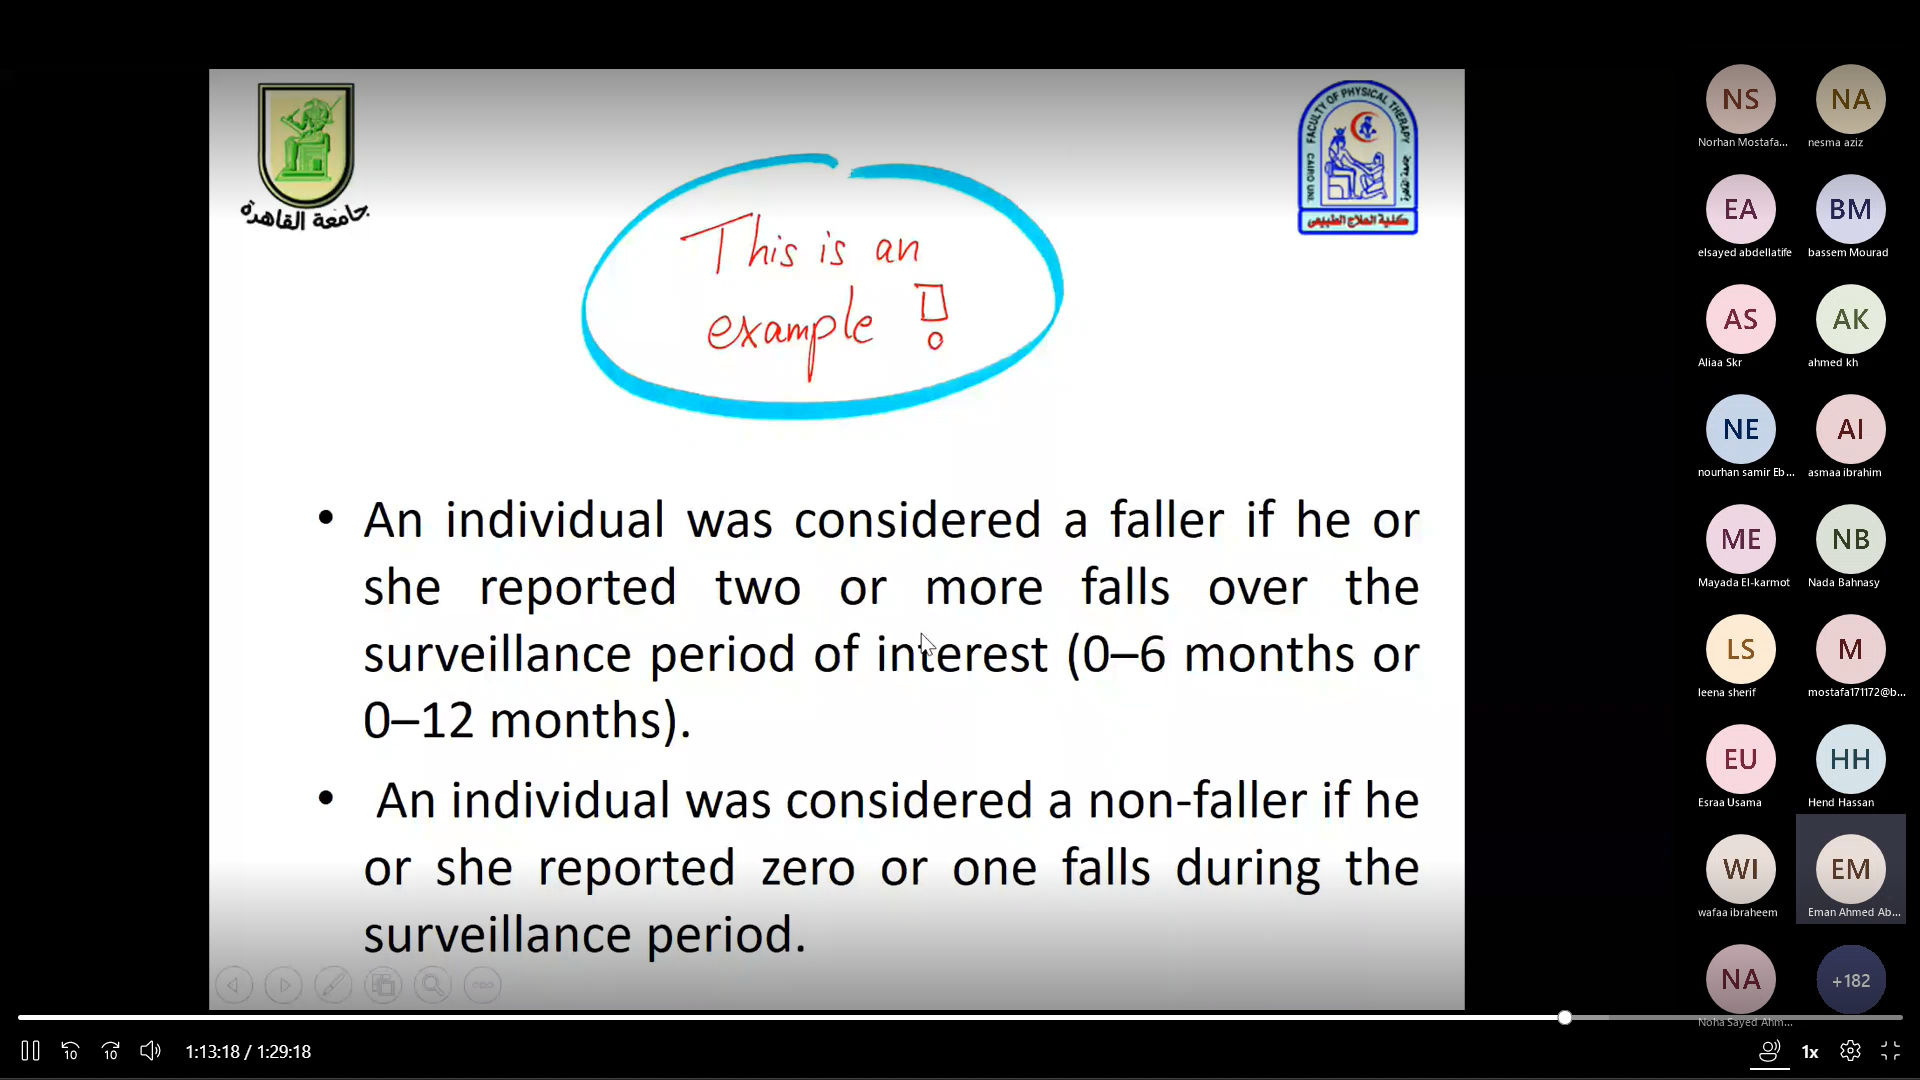 جامعة القاهرة
FACULTY OF PHYSICAL THERAPY
CAIRO UNI.
كلية العلاج الطبيعى
This is an
example !
• An individual was considered a faller if he or
she reported two or more falls over the
surveillance period of interest (0–6 months or
0–12 months).
• An individual was considered a non-faller if he
or she reported zero or one falls during the
surveillance period.
NS
NA
Norhan Mostafa...
nesma aziz
EA
BM
elsayed abdellatife
bassem Mourad
AS
AK
Aliaa Skr
ahmed kh
NE
AI
nourhan samir Eb...
asmaa ibrahim
ME
NB
Mayada El-karmot
Nada Bahnasy
LS
M
leena sherif
mostafa171172@b...
EU
HH
Esraa Usama
Hend Hassan
WI
EM
wafaa ibraheem
Eman Ahmed Ab...
NA
+182
Noha Sayed Ahm...
10
10
1:13:18 / 1:29:18
1x